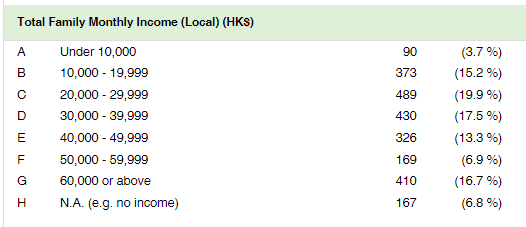 Total Family Monthly Income (Local) (HK$)
A Under 10,000 90 (3.7 %)
B 10,000 - 19,999 373 (15.2 %)
C 20,000 - 29,999 489 (19.9 %)
D 30,000 - 39,999 430 (17.5 %)
E 40,000 - 49,999 326 (13.3 %)
F 50,000 - 59,999 169 (6.9 %)
G 60,000 or above 410 (16.7 %)
H N.A. (e.g. no income) 167 (6.8 %)